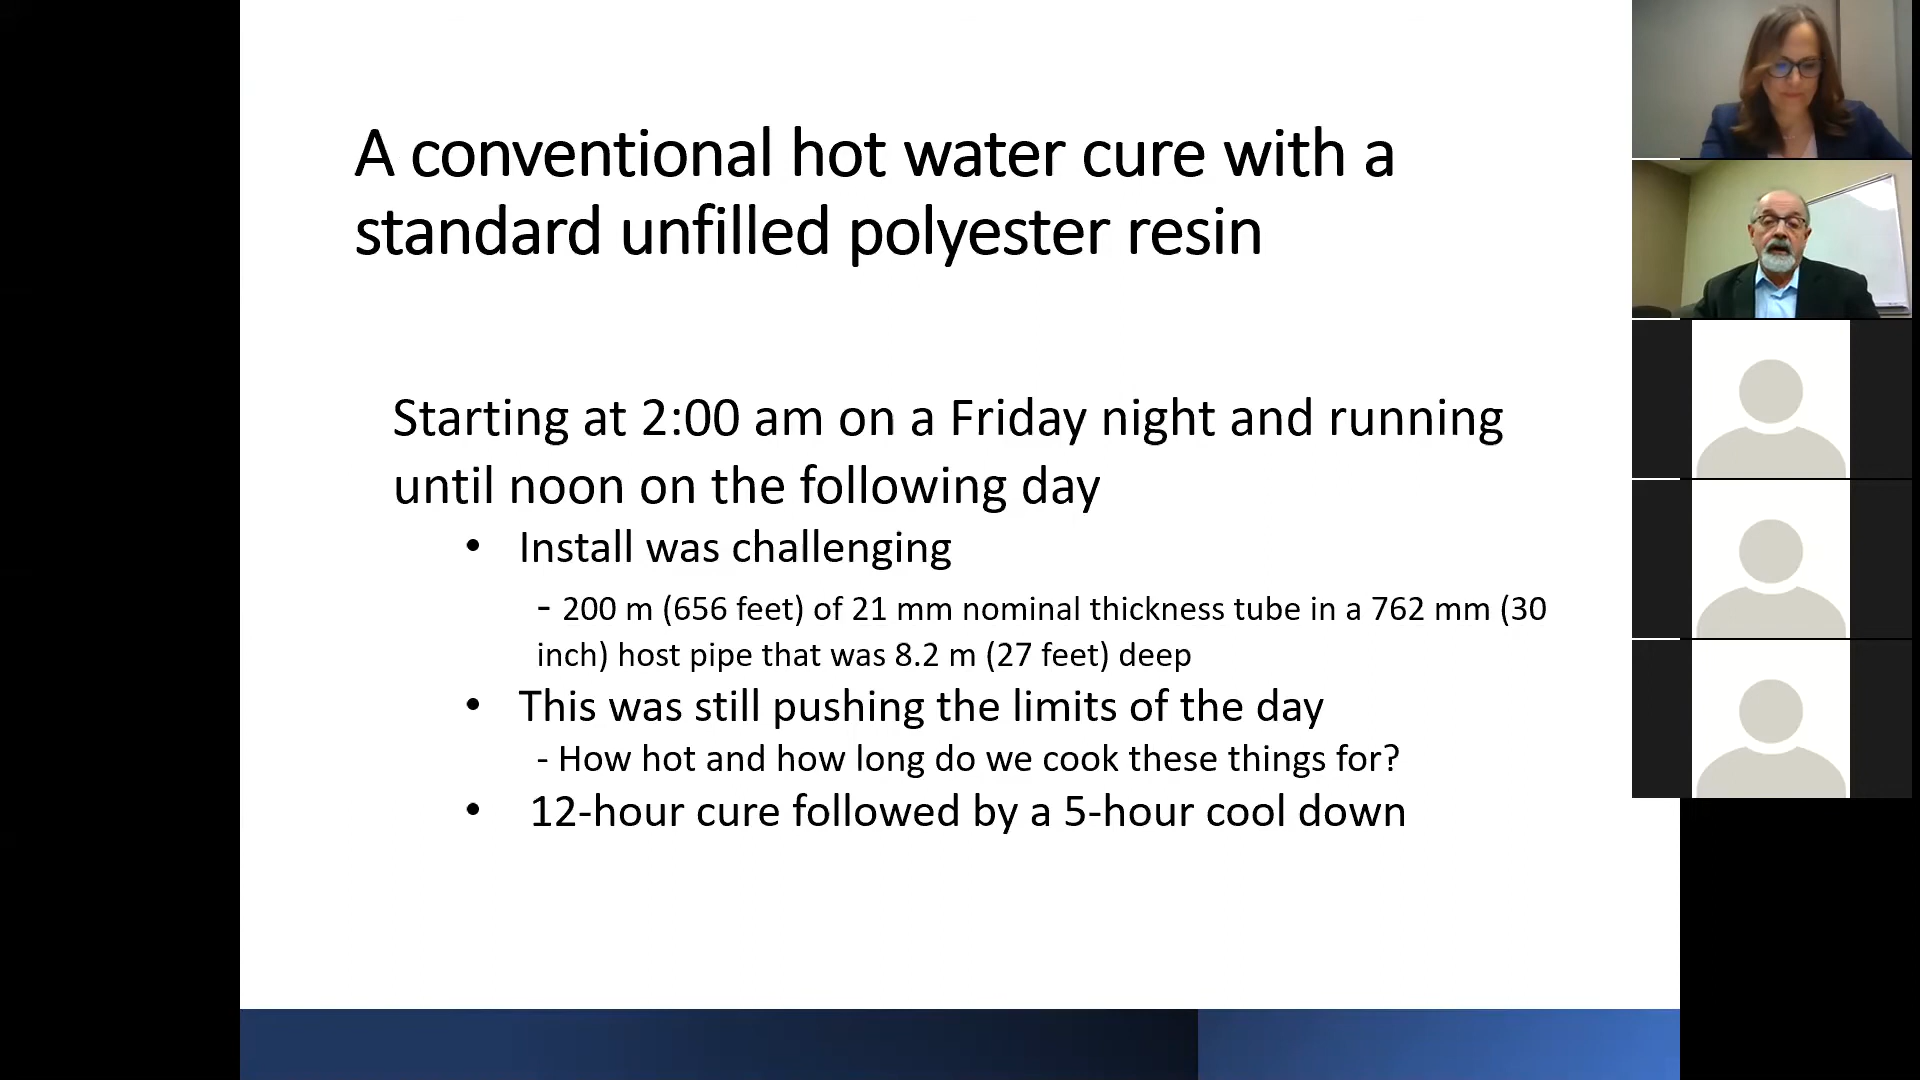 A conventional hot water cure with a
standard unfilled polyester resin
Starting at 2:00 am on a Friday night and running
until noon on the following day
• Install was challenging
- 200 m (656 feet) of 21 mm nominal thickness tube in a 762 mm (30
inch) host pipe that was 8.2 m (27 feet) deep
• This was still pushing the limits of the day
- How hot and how long do we cook these things for?
• 12-hour cure followed by a 5-hour cool down